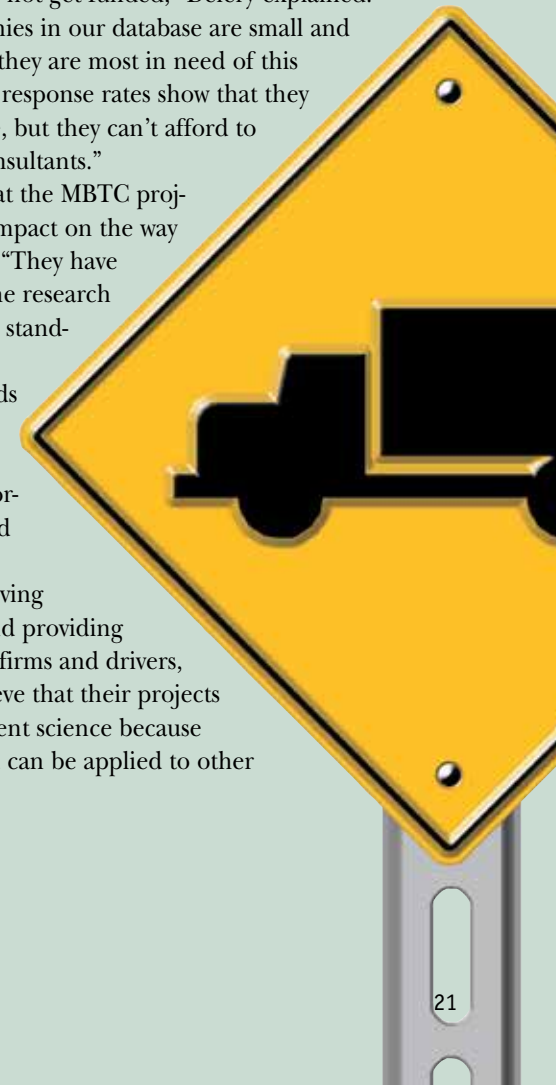 not get funded,” Delery explained.
nies in our database are small and
they are most in need of this
response rates show that they
, but they can’t afford to
nsultants.”
at the MBTC proj-
mpact on the way
“They have
ne research
stand-
ds
or-
d
ving
nd providing
firms and drivers,
eve that their projects
ent science because
can be applied to other
21